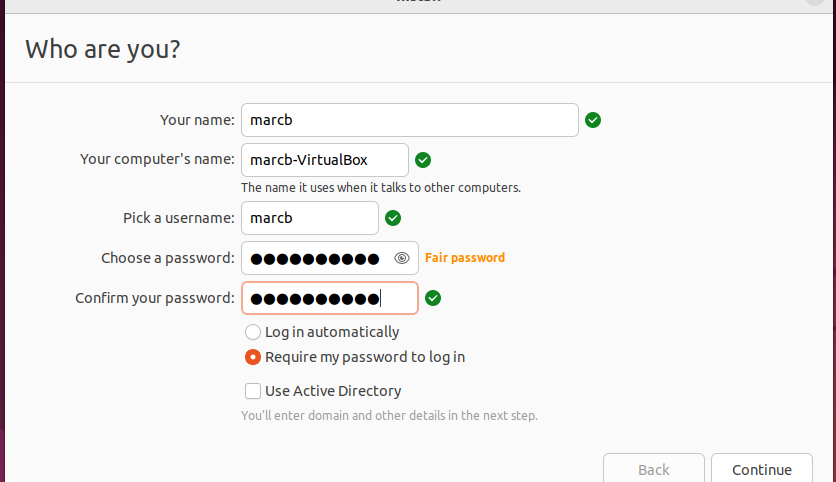 Who are you?
Your name: marcb
Your computer's name: marcb-VirtualBox
The name it uses when it talks to other computers.
Pick a username: marcb
Choose a password: ●●●●●●●●●● Fair password
Confirm your password: ●●●●●●●●●●
Log in automatically
Require my password to log in
Use Active Directory
You'll enter domain and other details in the next step.
Back Continue